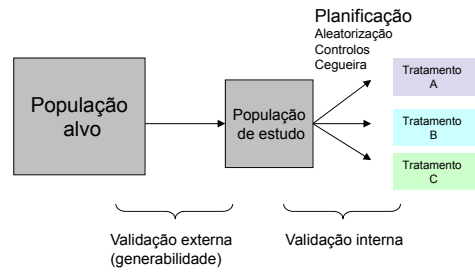 Planificação
Aleatorização
Controlos
Cegueira
População
alvo
População
de estudo
Tratamento
A
Tratamento
B
Tratamento
C
Validação externa
(generabilidade)
Validação interna